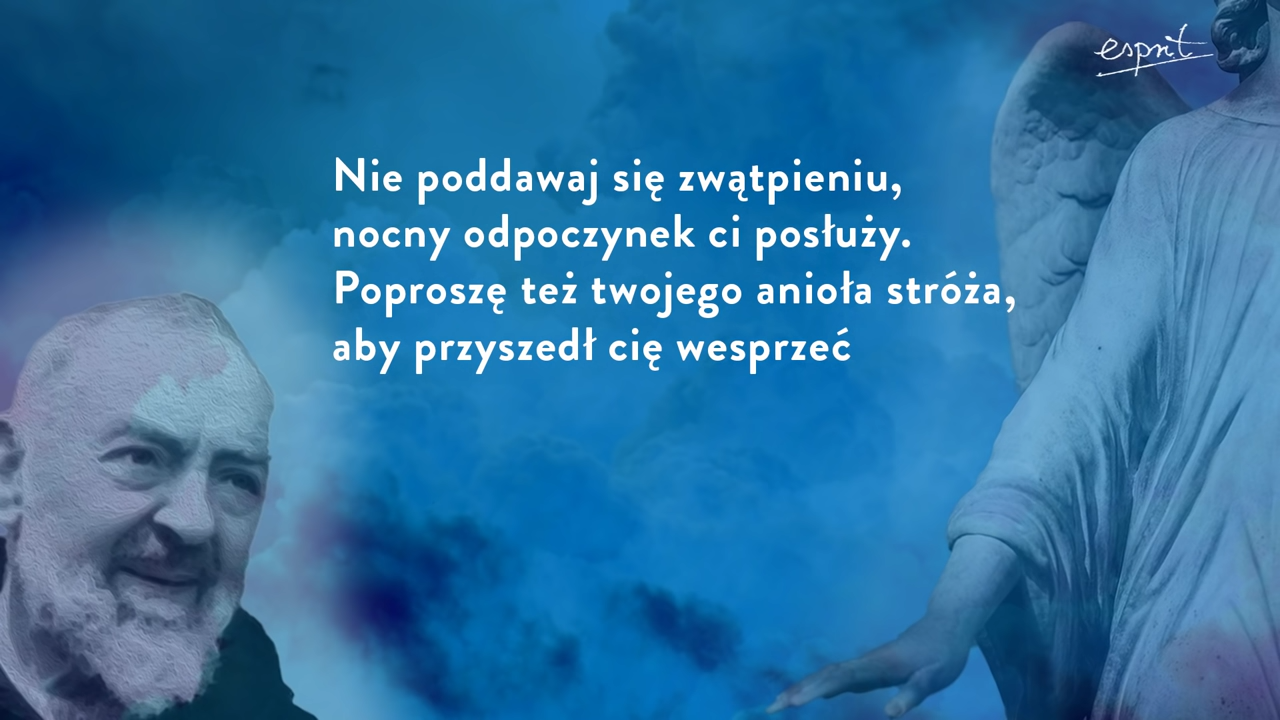 esprit
Nie poddawaj się zwątpieniu,
nocny odpoczynek ci posłuży.
Poproszę też twojego anioła stróża,
aby przyszedł cię wesprzeć